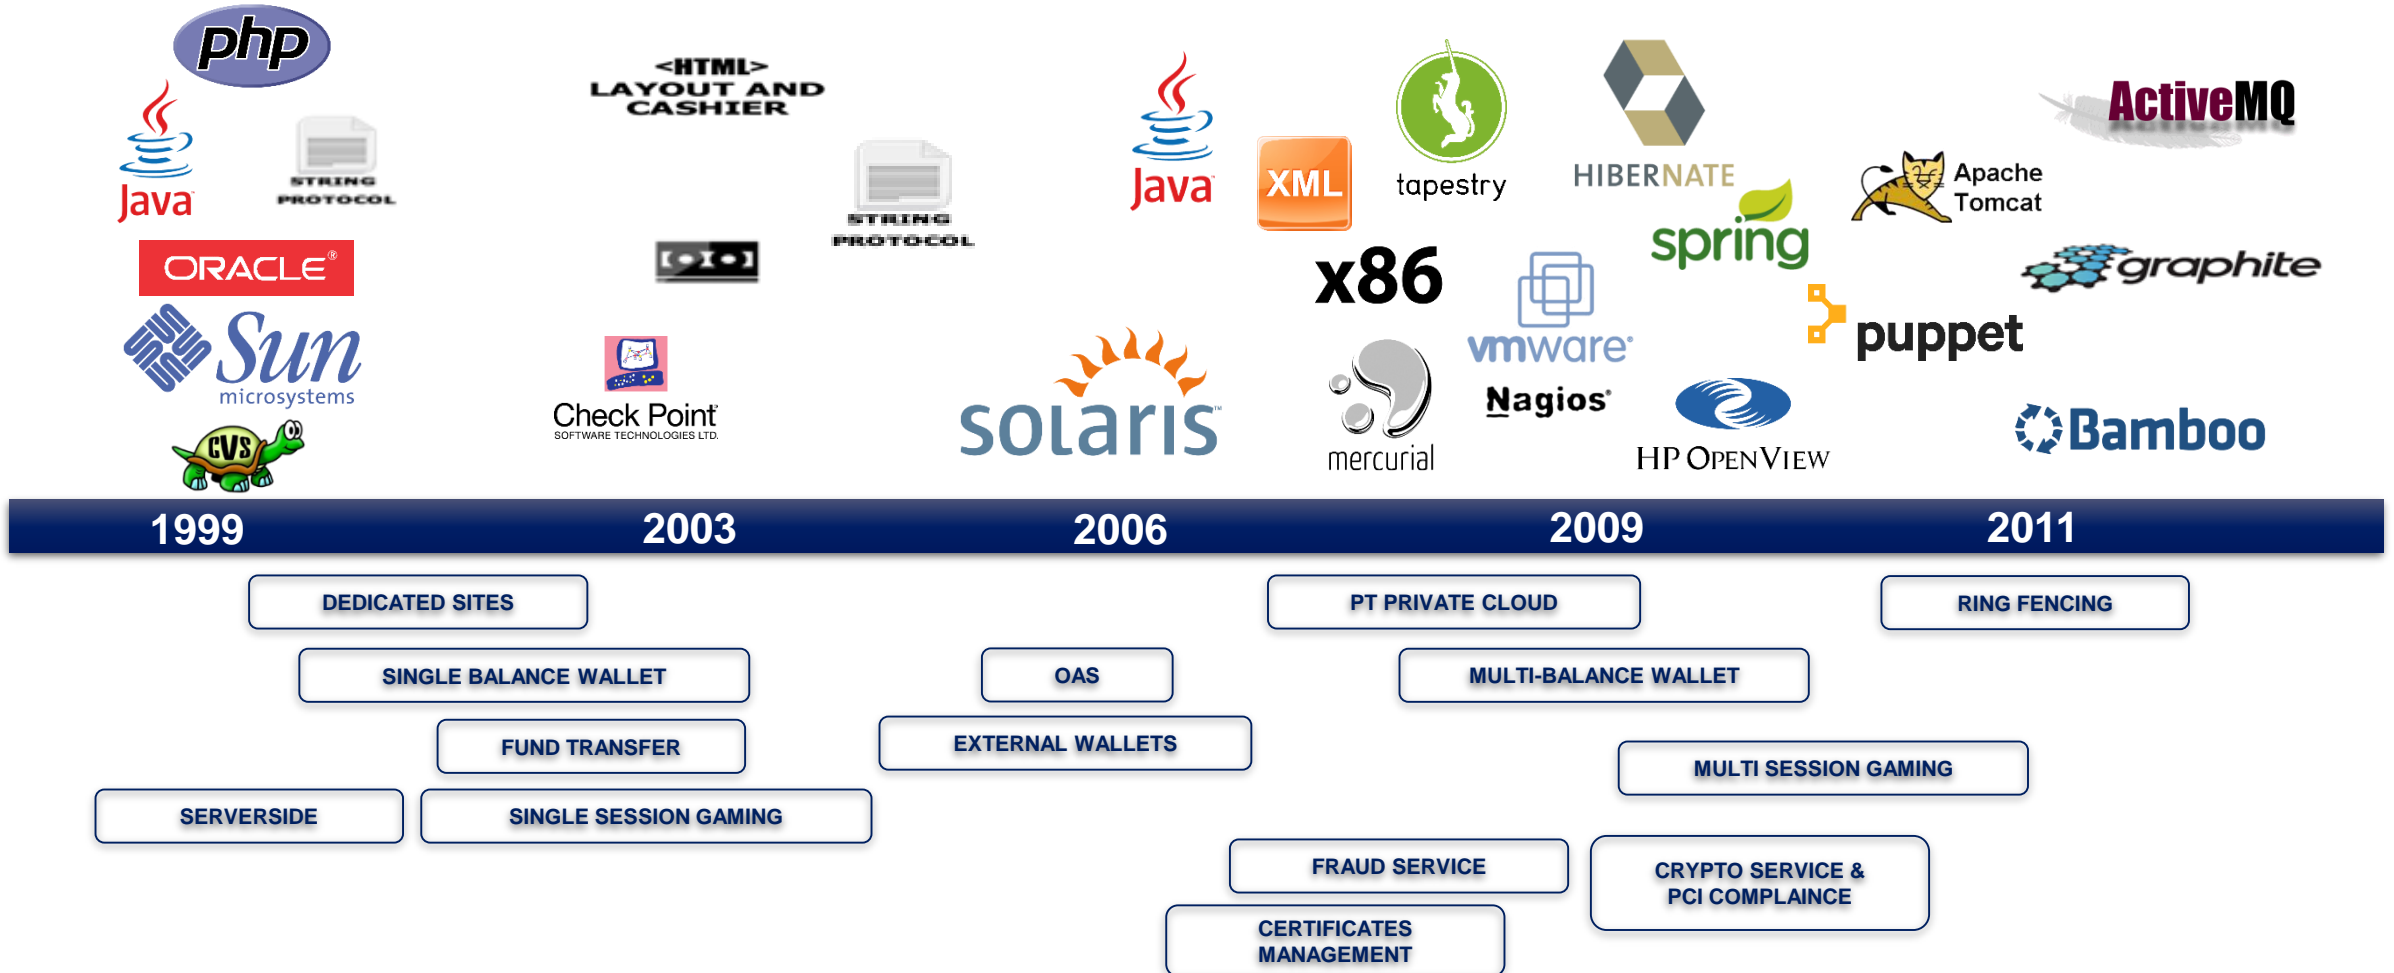 php
Java
STRING
PROTOCOL
ORACLE®
Sun
microsystems
CVS
<HTML>
LAYOUT AND
CASHIER
STRING
PROTOCOL
Check Point
SOFTWARE TECHNOLOGIES LTD.
Java
XML
tapestry
HIBERNATE
spring
x86
vmware®
solaris™
mercurial
Nagios®
HP OPENVIEW
ActiveMQ
Apache
Tomcat
graphite
puppet
Bamboo
1999 2003 2006 2009 2011
DEDICATED SITES
PT PRIVATE CLOUD
RING FENCING
SINGLE BALANCE WALLET
OAS
MULTI-BALANCE WALLET
FUND TRANSFER
EXTERNAL WALLETS
MULTI SESSION GAMING
SERVERSIDE
SINGLE SESSION GAMING
FRAUD SERVICE
CRYPTO SERVICE &
PCI COMPLAINCE
CERTIFICATES
MANAGEMENT